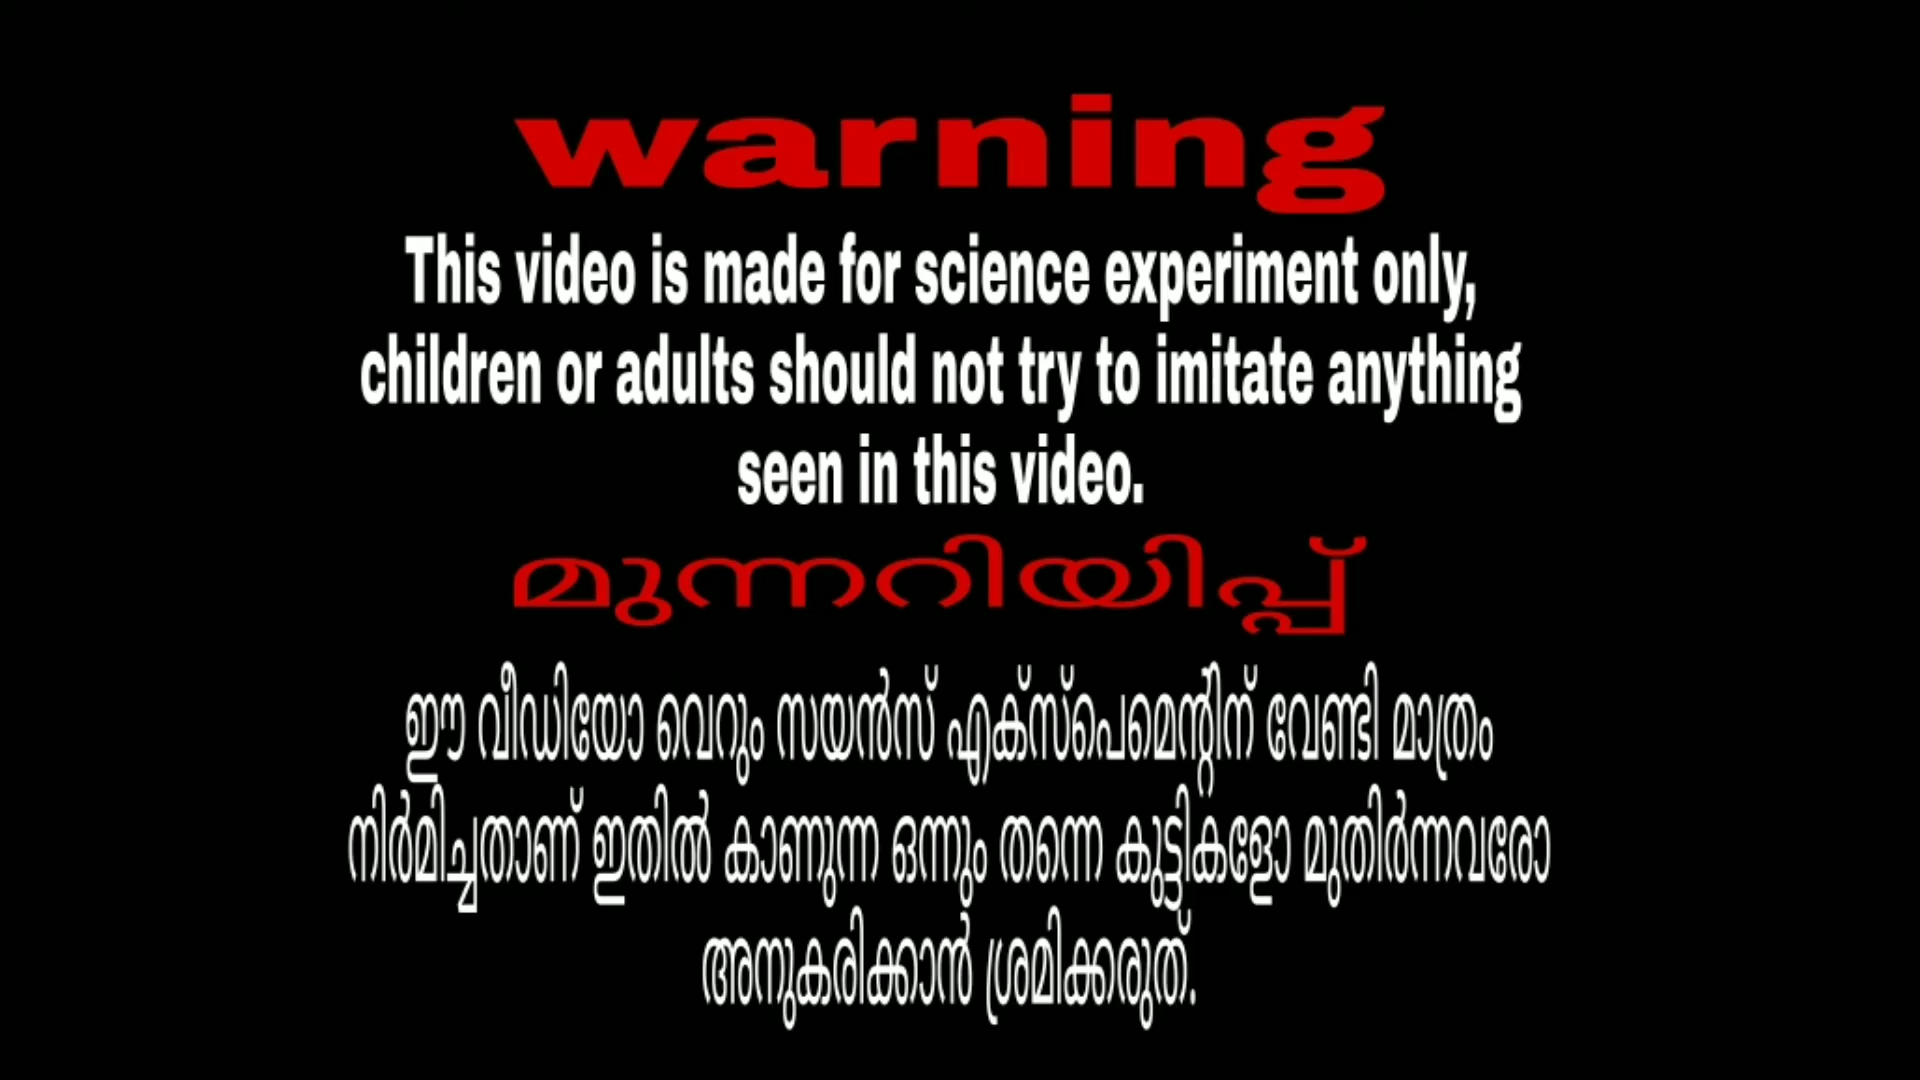 warning
This video is made for science experiment only,
children or adults should not try to imitate anything
seen in this video.
മുന്നറിയിപ്പ്
ഈ വീഡിയോ വെറും സയൻസ് എക്സ്പെമെന്റിന് വേണ്ടി മാത്രം
നിർമിച്ചതാണ് ഇതിൽ കാണുന്ന ഒന്നും തന്നെ കുട്ടികളോ മുതിർന്നവരോ
അനുകരിക്കാൻ ശ്രമിക്കരുത്.